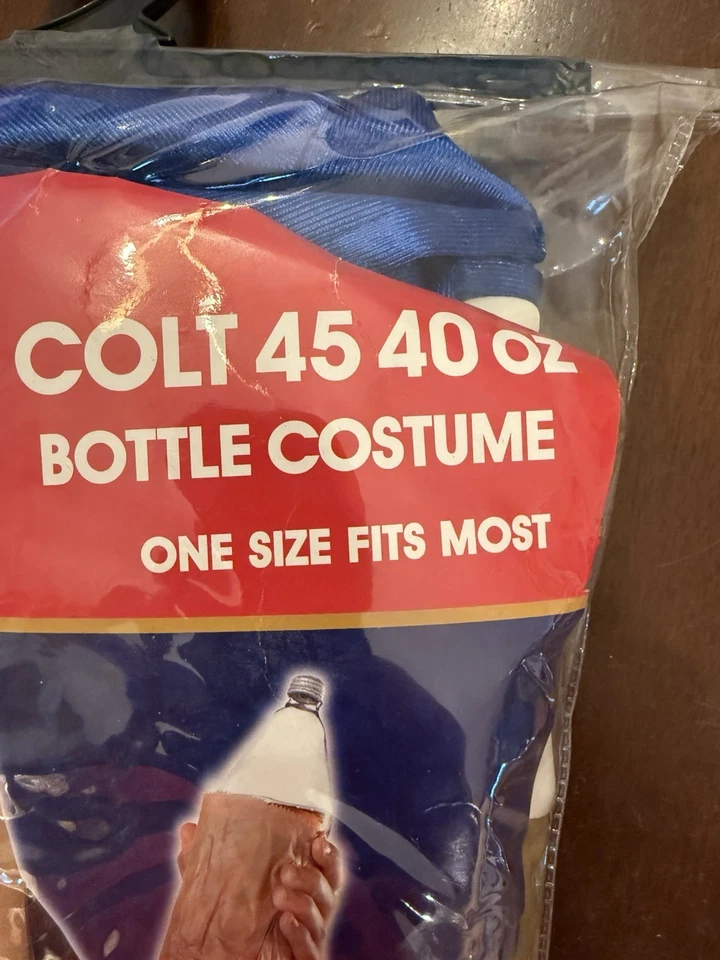 COLT 45 40 OZ
BOTTLE COSTUME
ONE SIZE FITS MOST